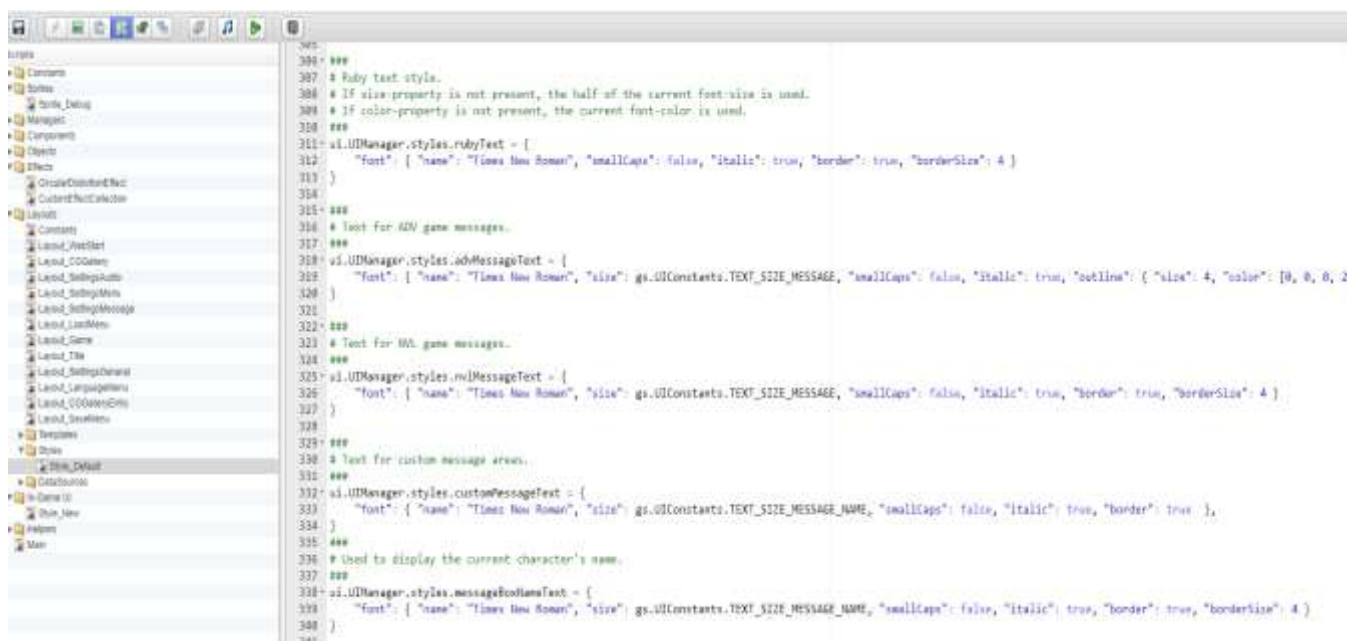 Scripts
Constants
Sprites
Sprite_Debug
Managers
Components
Objects
Effects
CircularDistortionEffect
CustomEffectCollection
Layouts
Constants
Layout_WebStart
Layout_CGGallery
Layout_SettingsAudio
Layout_SettingsMenu
Layout_SettingsMessage
Layout_LoadMenu
Layout_Game
Layout_Title
Layout_SettingsGeneral
Layout_LanguageMenu
Layout_CGGalleryEntry
Layout_SaveMenu
Templates
Styles
Style_Default
DataSources
In-Game UI
Style_New
Helpers
Main
305
306 ###
307 # Ruby text style.
308 # If size-property is not present, the half of the current font-size is used.
309 # If color-property is not present, the current font-color is used.
310 ###
311 ui.UIManager.styles.rubyText = {
312 "font": { "name": "Times New Roman", "smallCaps": false, "italic": true, "border": true, "borderSize": 4 }
313 }
314
315 ###
316 # Text for ADV game messages.
317 ###
318 ui.UIManager.styles.advMessageText = {
319 "font": { "name": "Times New Roman", "size": gs.UIConstants.TEXT_SIZE_MESSAGE, "smallCaps": false, "italic": true, "outline": { "size": 4, "color": [0, 0, 0, 2
320 }
321
322 ###
323 # Text for NVL game messages.
324 ###
325 ui.UIManager.styles.nvlMessageText = {
326 "font": { "name": "Times New Roman", "size": gs.UIConstants.TEXT_SIZE_MESSAGE, "smallCaps": false, "italic": true, "border": true, "borderSize": 4 }
327 }
328
329 ###
330 # Text for custom message areas.
331 ###
332 ui.UIManager.styles.customMessageText = {
333 "font": { "name": "Times New Roman", "size": gs.UIConstants.TEXT_SIZE_MESSAGE_NAME, "smallCaps": false, "italic": true, "border": true },
334 }
335 ###
336 # Used to display the current character's name.
337 ###
338 ui.UIManager.styles.messageBoxNameText = {
339 "font": { "name": "Times New Roman", "size": gs.UIConstants.TEXT_SIZE_MESSAGE_NAME, "smallCaps": false, "italic": true, "border": true, "borderSize": 4 }
340 }
341